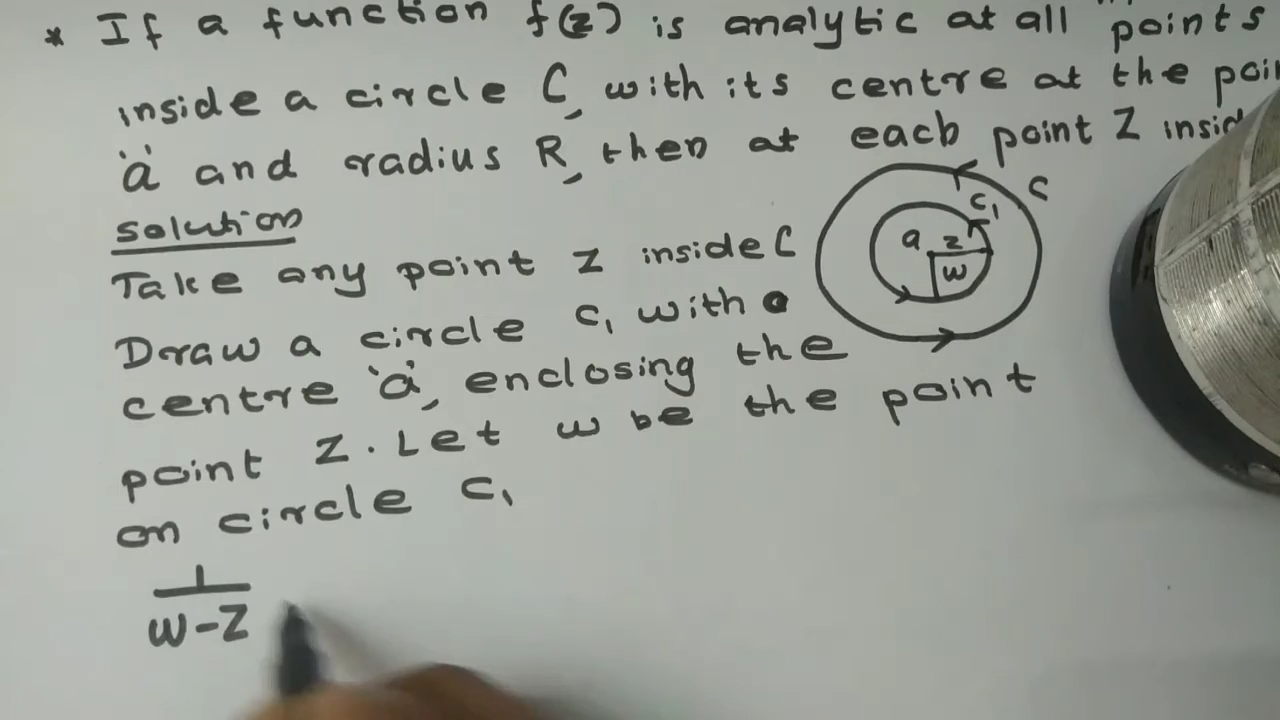 * If a function f(z) is analytic at all points
inside a circle C, with its centre at the
'a' and radius R, then at each point Z
solution
Take any point z inside C
Draw a circle C₁ with
centre 'a', enclosing the
point Z. Let w be the point
on circle C₁
1
w-Z
C
C₁
a z
w